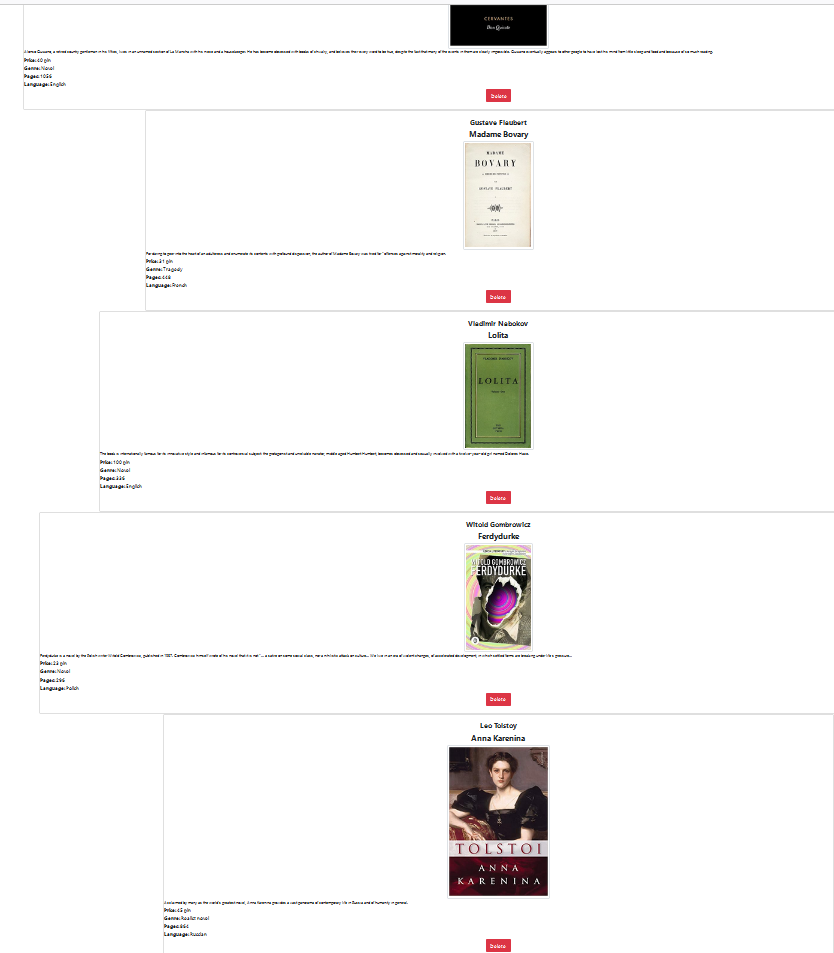 CERVANTES
Don Quixote
Alonso Quixano, a retired country gentleman in his fifties, lives in an unnamed section of La Mancha with his niece and a housekeeper. He has become obsessed with books of chivalry, and believes their every word to be true, despite the fact that many of the events in them are clearly impossible. Quixano eventually appears to other people to have lost his mind from little sleep and food and because of so much reading.
Price: 40 pln
Genre: Novel
Pages: 1056
Language: English
Delete
Gustave Flaubert
Madame Bovary
MADAME
BOVARY
GUSTAVE FLAUBERT
For daring to peer into the heart of an adulteress and enumerate its contents with profound dispassion, the author of Madame Bovary was tried for "offenses against morality and religion.
Price: 31 pln
Genre: Tragedy
Pages: 448
Language: French
Delete
Vladimir Nabokov
Lolita
VLADIMIR NABOKOV
LOLITA
The book is internationally famous for its innovative style and infamous for its controversial subject: the protagonist and unreliable narrator, middle aged Humbert Humbert, becomes obsessed and sexually involved with a twelve-year-old girl named Dolores Haze.
Price: 100 pln
Genre: Novel
Pages: 336
Language: English
Delete
Witold Gombrowicz
Ferdydurke
WITOLD GOMBROWICZ
FERDYDURKE
Ferdydurke is a novel by the Polish writer Witold Gombrowicz, published in 1937. Gombrowicz himself wrote of his novel that it is not "... a satire on some social class, nor a nihilistic attack on culture... We live in an era of violent changes, of accelerated development, in which settled forms are breaking under life's pressure...
Price: 23 pln
Genre: Novel
Pages: 296
Language: Polish
Delete
Leo Tolstoy
Anna Karenina
TOLSTOI
ANNA
KARENINA
Acclaimed by many as the world's greatest novel, Anna Karenina provides a vast panorama of contemporary life in Russia and of humanity in general.
Price: 45 pln
Genre: Realist novel
Pages: 864
Language: Russian
Delete